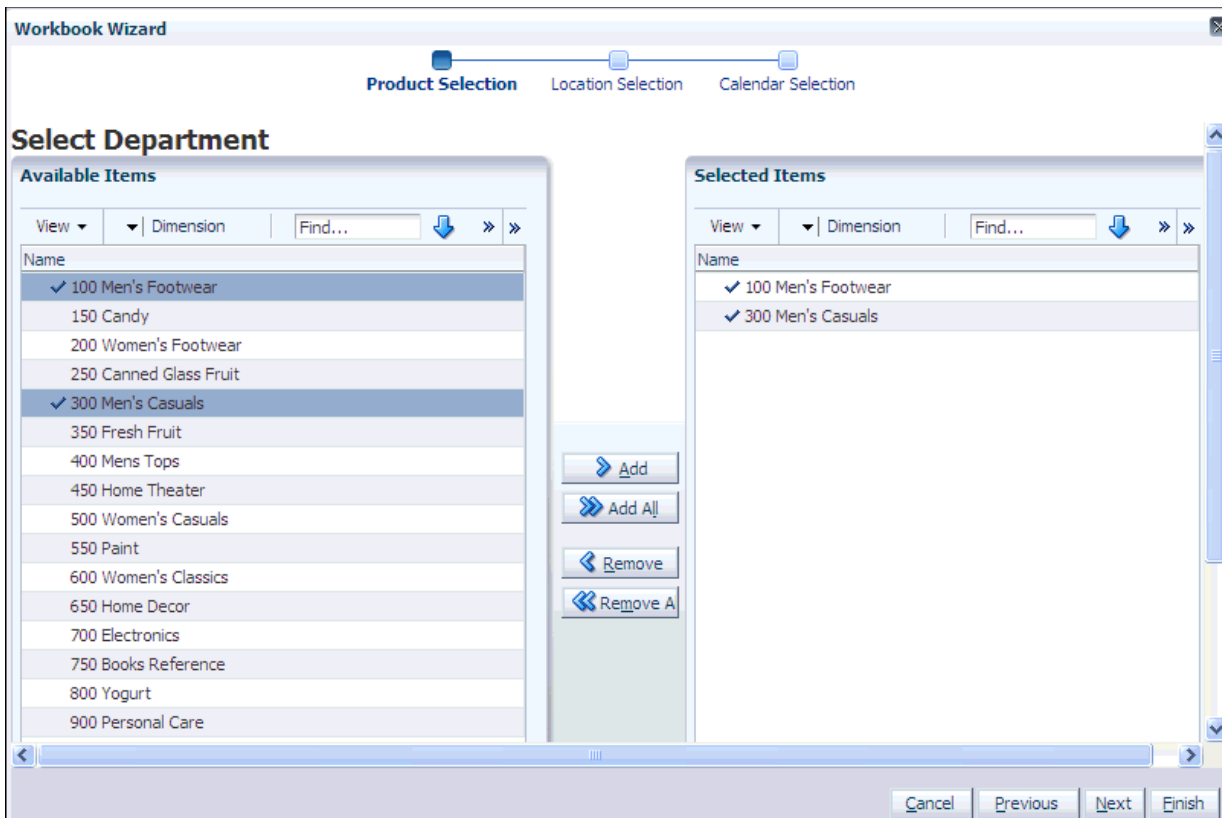 Workbook Wizard
Product Selection Location Selection Calendar Selection
Select Department
Available Items
View Dimension Find...
Name
100 Men's Footwear
150 Candy
200 Women's Footwear
250 Canned Glass Fruit
300 Men's Casuals
350 Fresh Fruit
400 Mens Tops
450 Home Theater
500 Women's Casuals
550 Paint
600 Women's Classics
650 Home Decor
700 Electronics
750 Books Reference
800 Yogurt
900 Personal Care
Add
Add All
Remove
Remove A
Selected Items
View Dimension Find...
Name
100 Men's Footwear
300 Men's Casuals
Cancel Previous Next Finish